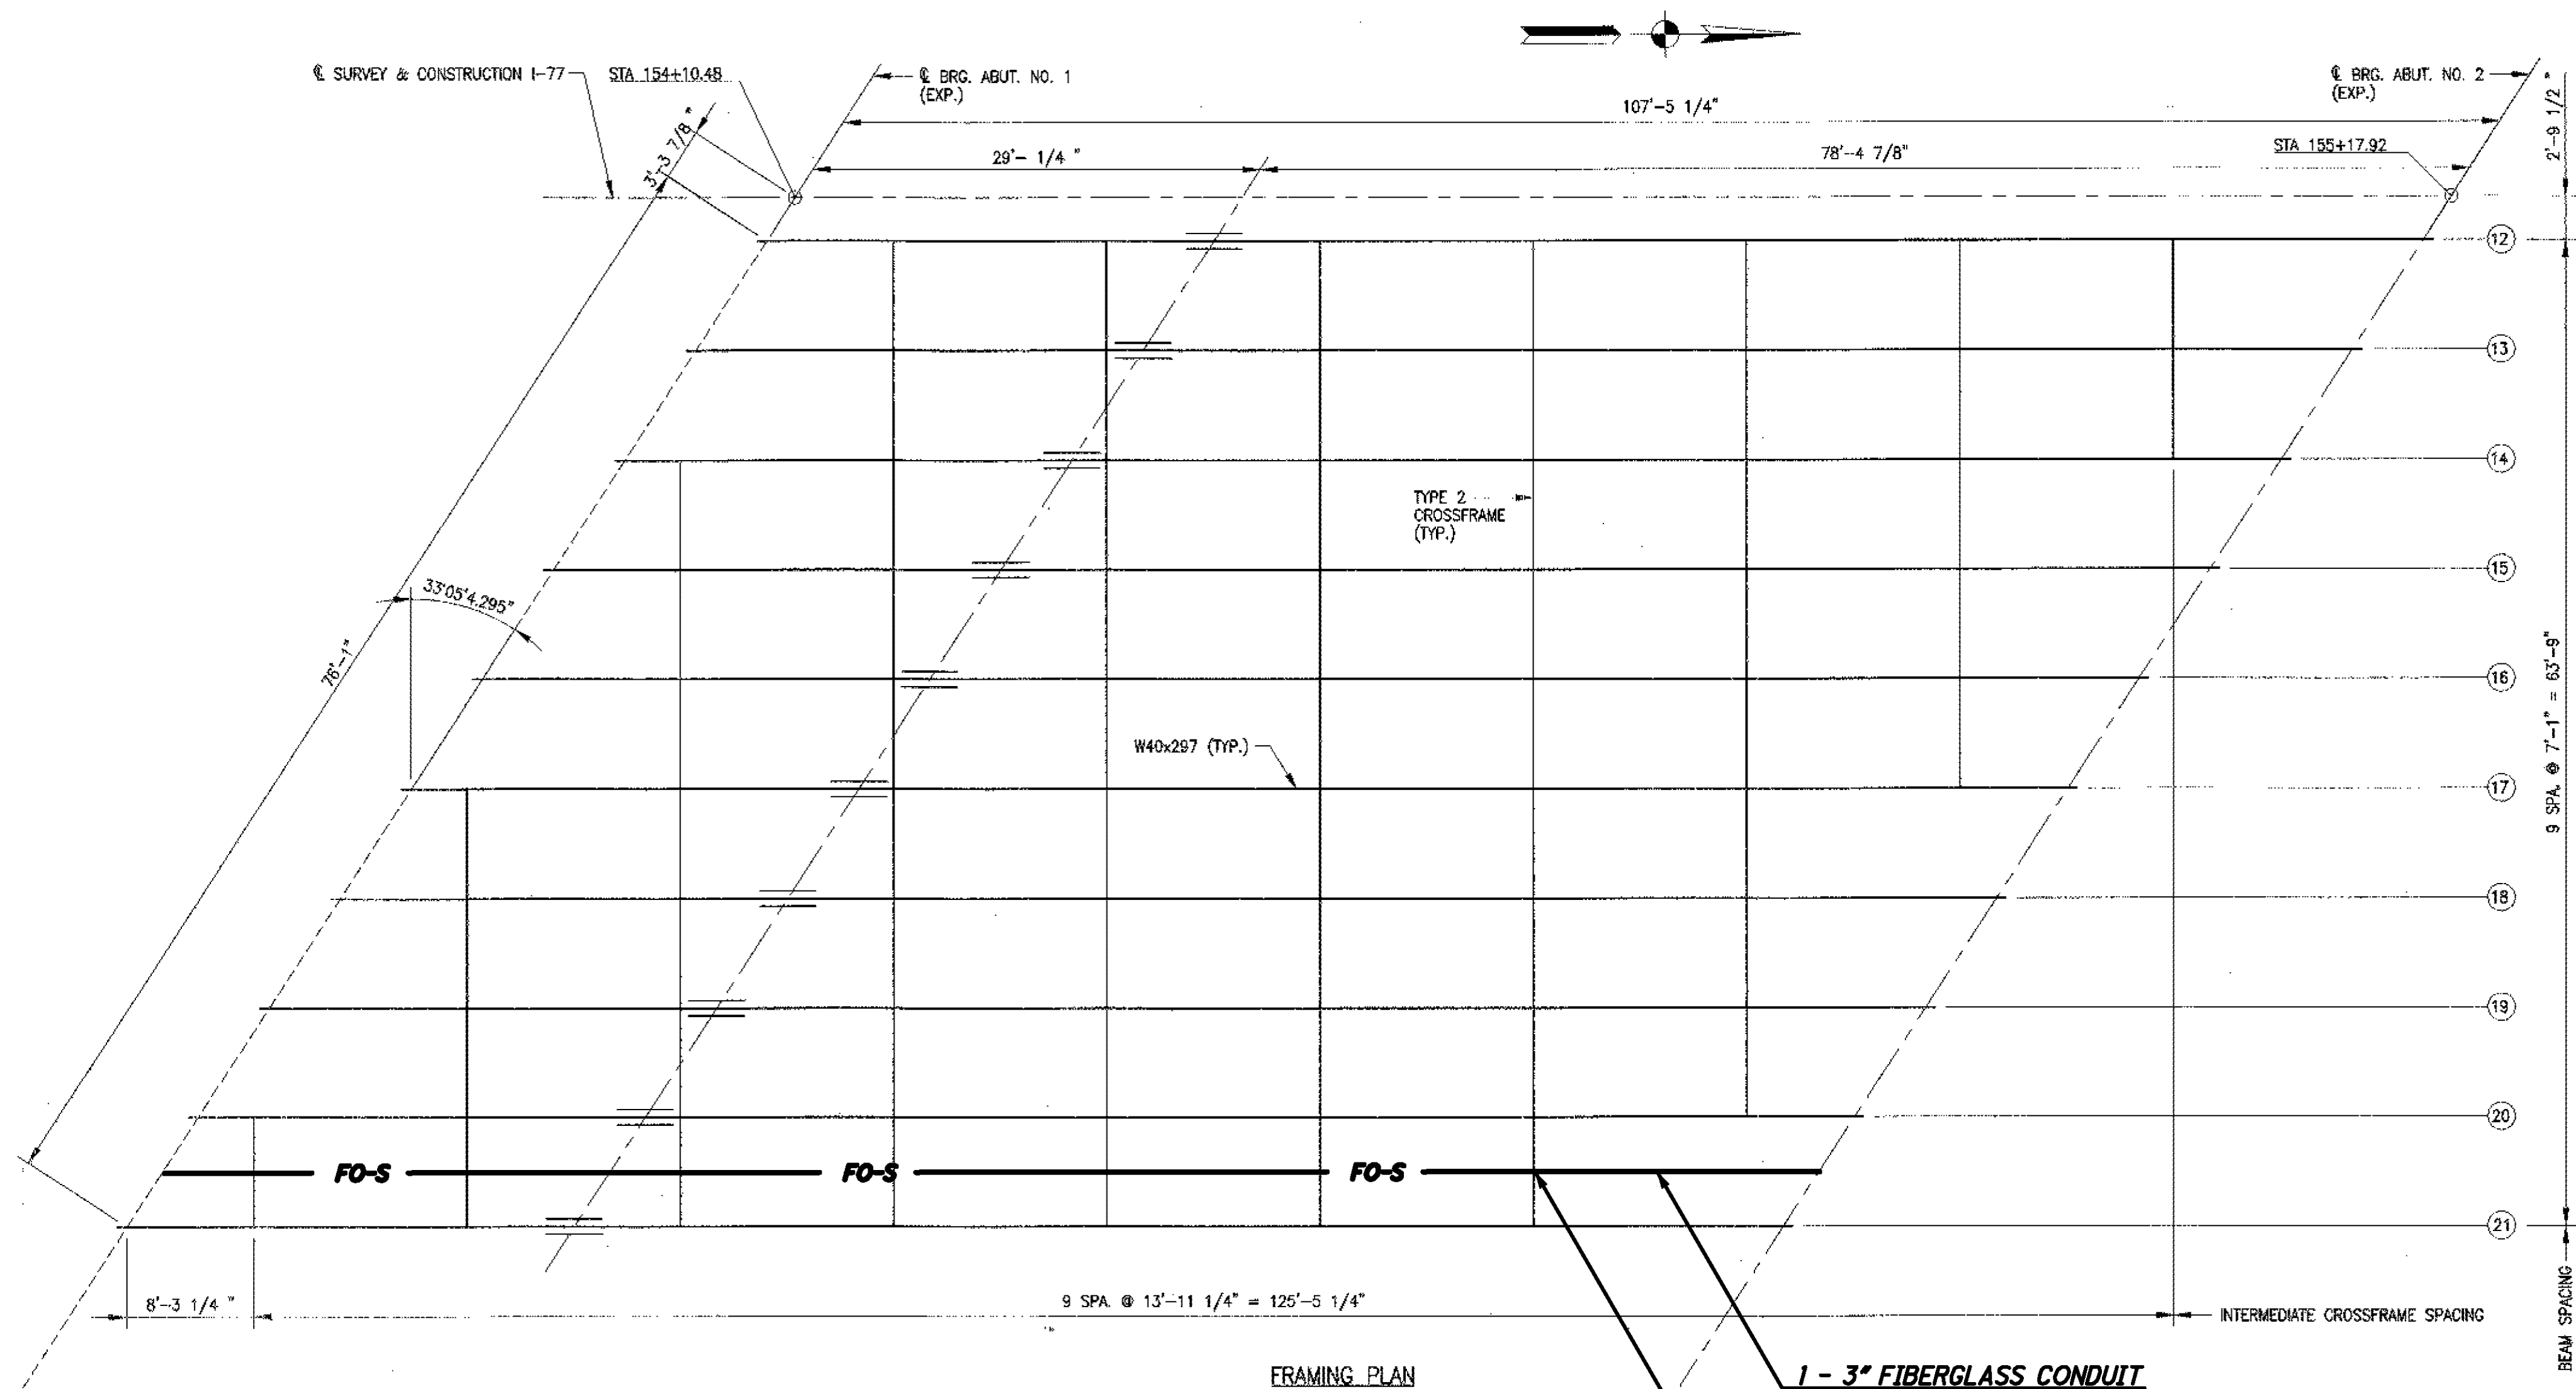 ℄ SURVEY & CONSTRUCTION I-77
STA 154+10.48
℄ BRG. ABUT. NO. 1
(EXP.)
℄ BRG. ABUT. NO. 2
(EXP.)
107'-5 1/4"
2'-9 1/2"
3'-3 7/8"
29'- 1/4"
78'-4 7/8"
STA 155+17.92
12
13
14
TYPE 2
CROSSFRAME
(TYP.)
15
33°05'4.295"
76'-1"
16
W40x297 (TYP.)
17
9 SPA. @ 7'-1" = 63'-9"
18
19
20
FO-S FO-S FO-S
21
8'-3 1/4"
9 SPA. @ 13'-11 1/4" = 125'-5 1/4"
INTERMEDIATE CROSSFRAME SPACING
BEAM SPACING
FRAMING PLAN
1 - 3" FIBERGLASS CONDUIT